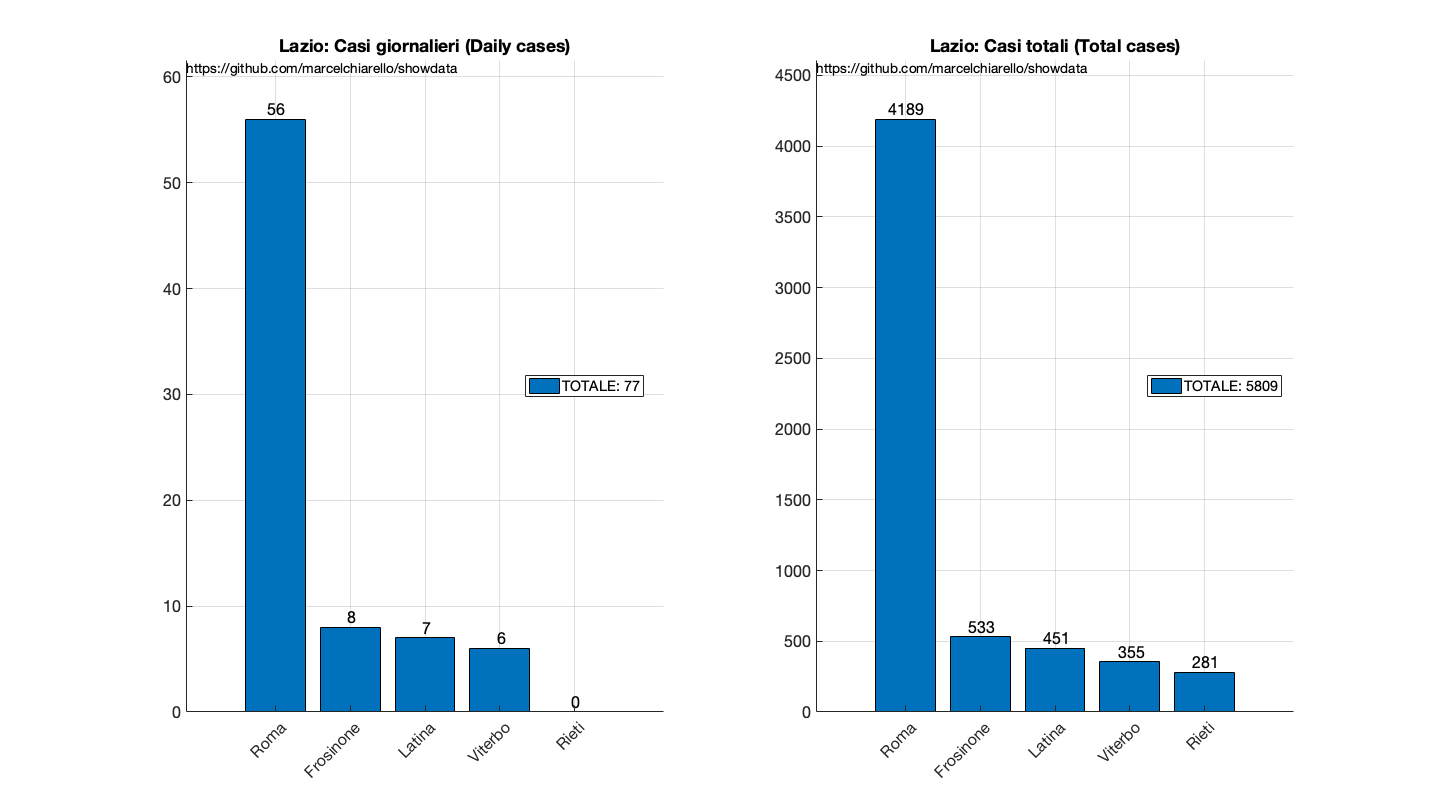 Lazio: Casi giornalieri (Daily cases)
https://github.com/marcelchiarello/showdata
60
50
40
30
20
10
0
56
8
7
6
0
TOTALE: 77
Roma
Frosinone
Latina
Viterbo
Rieti
Lazio: Casi totali (Total cases)
https://github.com/marcelchiarello/showdata
4500
4000
3500
3000
2500
2000
1500
1000
500
0
4189
533
451
355
281
TOTALE: 5809
Roma
Frosinone
Latina
Viterbo
Rieti